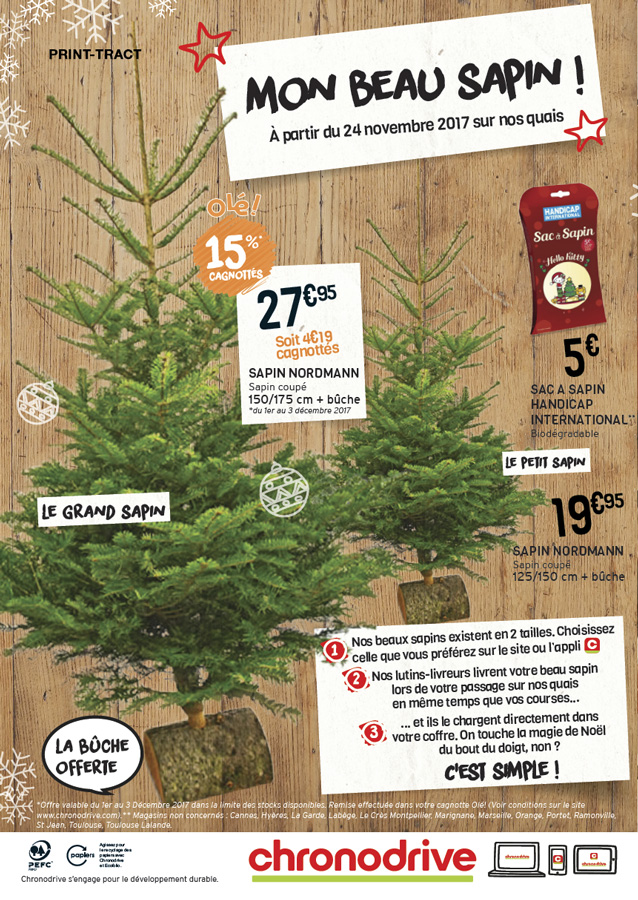 PRINT-TRACT
MON BEAU SAPIN !
À partir du 24 novembre 2017 sur nos quais
Olé!
15%*
CAGNOTTÉS
27€95
Soit 4€19
cagnottés
SAPIN NORDMANN
Sapin coupé
150/175 cm + bûche
*du 1er au 3 décembre 2017
HANDICAP
INTERNATIONAL
Sac à Sapin
Hello Kitty
5€
SAC A SAPIN
HANDICAP
INTERNATIONAL**
Biodégradable
LE PETIT SAPIN
LE GRAND SAPIN
19€95
SAPIN NORDMANN
Sapin coupé
125/150 cm + bûche
1 Nos beaux sapins existent en 2 tailles. Choisissez
celle que vous préférez sur le site ou l'appli C
2 Nos lutins-livreurs livrent votre beau sapin
lors de votre passage sur nos quais
en même temps que vos courses...
3 ... et ils le chargent directement dans
votre coffre. On touche la magie de Noël
du bout du doigt, non ?
C'EST SIMPLE !
LA BÛCHE
OFFERTE
*Offre valable du 1er au 3 Décembre 2017 dans la limite des stocks disponibles. Remise effectuée dans votre cagnotte Olé! (Voir conditions sur le site
www.chronodrive.com).** Magasins non concernés : Cannes, Hyères, La Garde, Labège, Le Crès Montpellier, Marignane, Marseille, Orange, Portet, Ramonville,
St Jean, Toulouse, Toulouse Lalande.
PEFC
papiers
Agissez pour
le recyclage des
papiers avec
Chronodrive
et Ecofolio.
chronodrive
Chronodrive s'engage pour le développement durable.